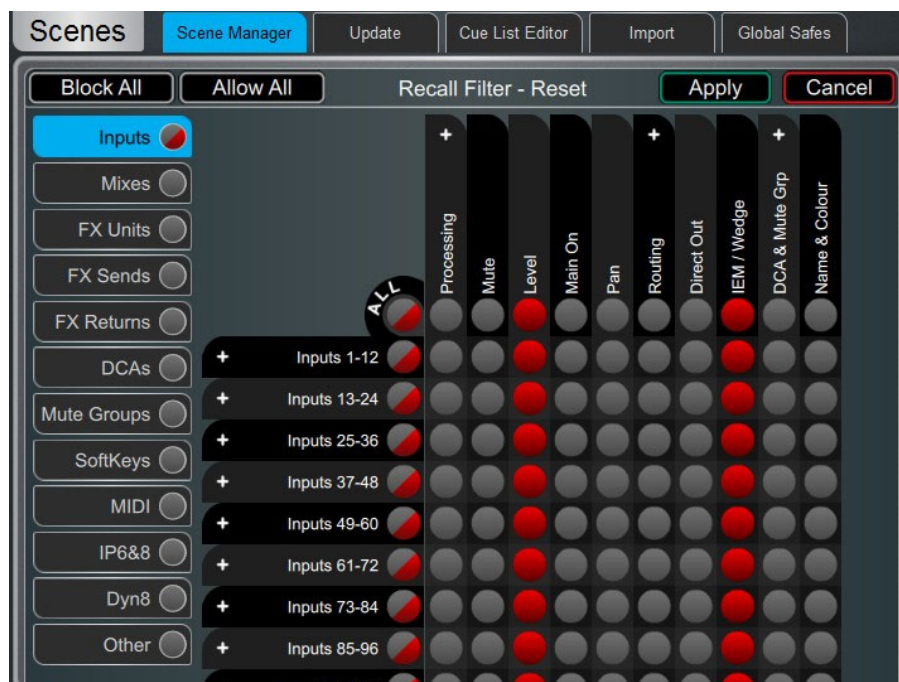 Scenes
Scene Manager
Update
Cue List Editor
Import
Global Safes
Block All
Allow All
Recall Filter - Reset
Apply
Cancel
Inputs
Mixes
FX Units
FX Sends
FX Returns
DCAs
Mute Groups
SoftKeys
MIDI
IP6&8
Dyn8
Other
+
+
+
Processing
Mute
Level
Main On
Pan
Routing
Direct Out
IEM / Wedge
DCA & Mute Grp
Name & Colour
ALL
+ Inputs 1-12
+ Inputs 13-24
+ Inputs 25-36
+ Inputs 37-48
+ Inputs 49-60
+ Inputs 61-72
+ Inputs 73-84
+ Inputs 85-96